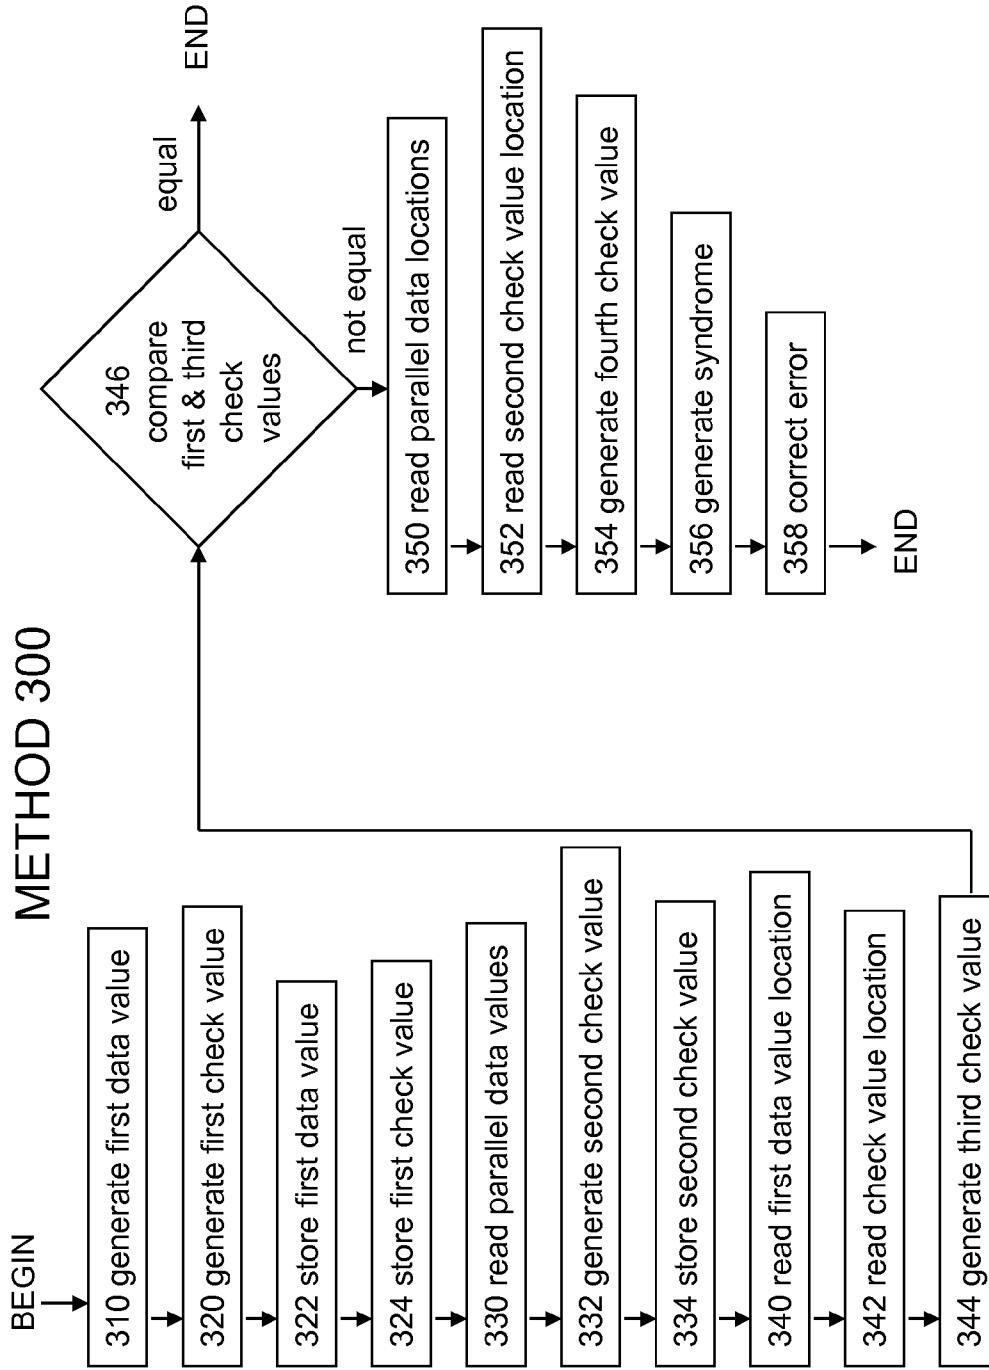 METHOD 300
BEGIN
310 generate first data value
320 generate first check value
322 store first data value
324 store first check value
330 read parallel data values
332 generate second check value
334 store second check value
340 read first data value location
342 read check value location
344 generate third check value
346
compare
first & third
check
values
equal
END
not equal
350 read parallel data locations
352 read second check value location
354 generate fourth check value
356 generate syndrome
358 correct error
END